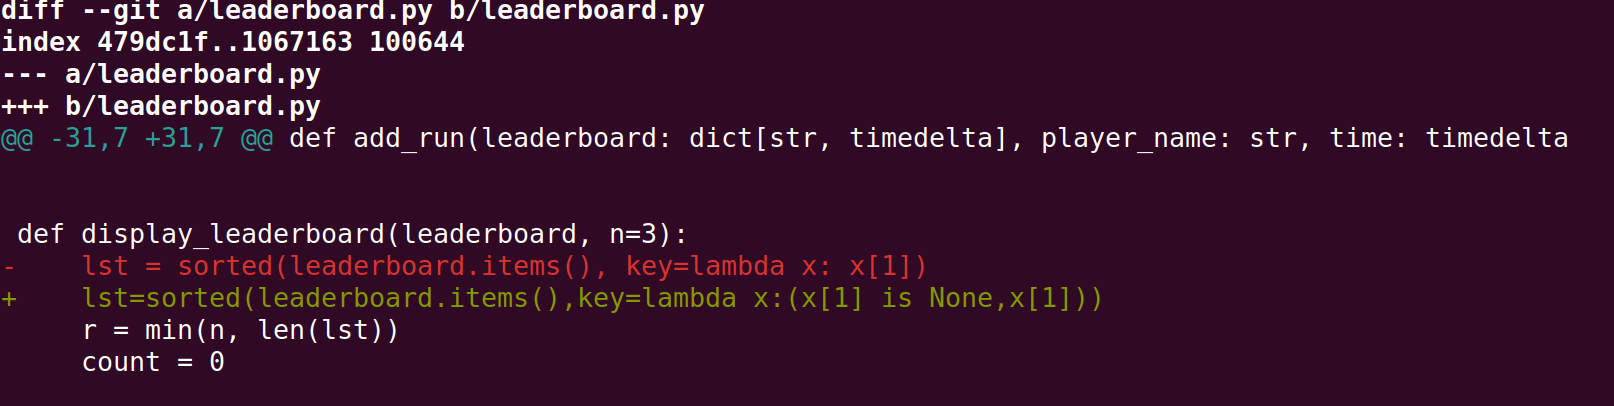 diff --git a/leaderboard.py b/leaderboard.py
index 479dc1f..1067163 100644
--- a/leaderboard.py
+++ b/leaderboard.py
@@ -31,7 +31,7 @@ def add_run(leaderboard: dict[str, timedelta], player_name: str, time: timedelta
 def display_leaderboard(leaderboard, n=3):
-    lst = sorted(leaderboard.items(), key=lambda x: x[1])
+    lst=sorted(leaderboard.items(),key=lambda x:(x[1] is None,x[1]))
     r = min(n, len(lst))
     count = 0